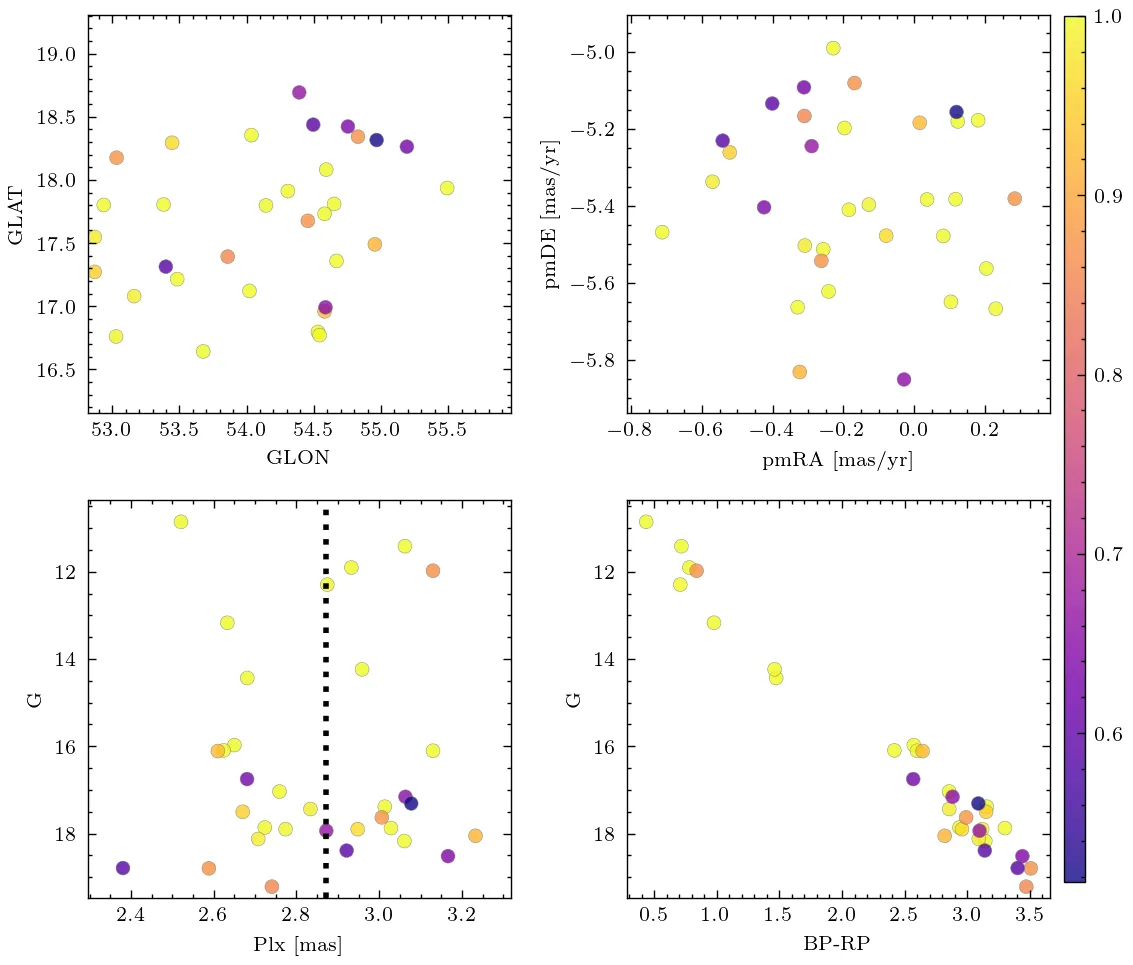 19.0
18.5
18.0
17.5
17.0
16.5
GLAT
53.0 53.5 54.0 54.5 55.0 55.5
GLON
−5.0
−5.2
−5.4
−5.6
−5.8
pmDE [mas/yr]
−0.8 −0.6 −0.4 −0.2 0.0 0.2
pmRA [mas/yr]
1.0
0.9
0.8
0.7
0.6
12
14
16
18
G
2.4 2.6 2.8 3.0 3.2
Plx [mas]
12
14
16
18
G
0.5 1.0 1.5 2.0 2.5 3.0 3.5
BP-RP